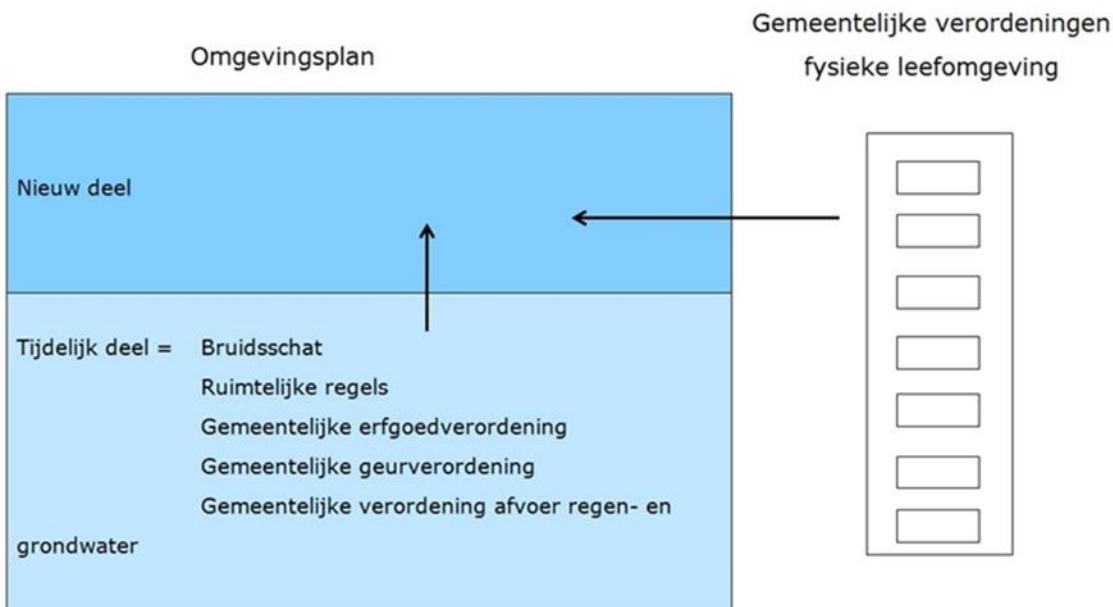 Gemeentelijke verordeningen
fysieke leefomgeving
Omgevingsplan
Nieuw deel
Tijdelijk deel = Bruidsschat
Ruimtelijke regels
Gemeentelijke erfgoedverordening
Gemeentelijke geurverordening
Gemeentelijke verordening afvoer regen- en
grondwater